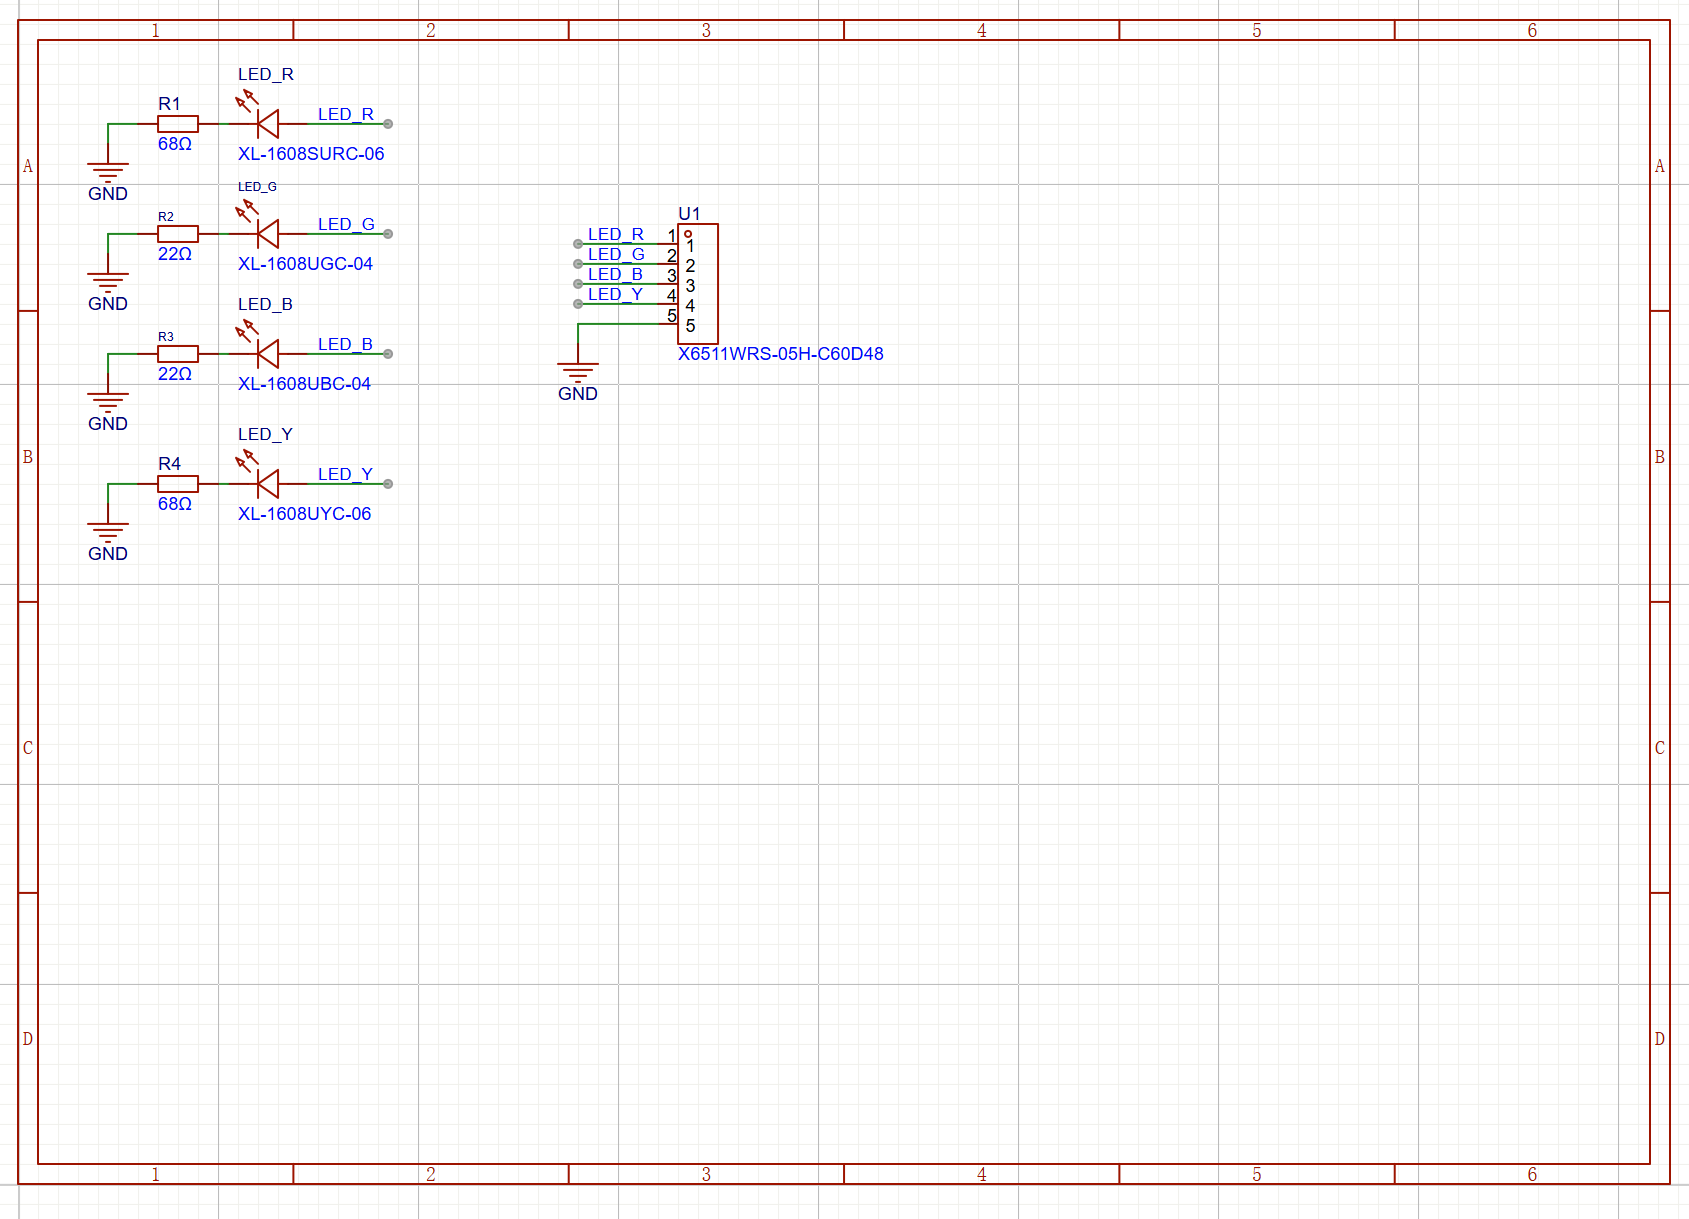 1 2 3 4 5 6
A A
B B
C C
D D
LED_R
R1
LED_R
68Ω
XL-1608SURC-06
GND
LED_G
R2
LED_G
22Ω
XL-1608UGC-04
GND
LED_B
R3
LED_B
22Ω
XL-1608UBC-04
GND
LED_Y
R4
LED_Y
68Ω
XL-1608UYC-06
GND
U1
LED_R 1 1
LED_G 2 2
LED_B 3 3
LED_Y 4 4
5 5
X6511WRS-05H-C60D48
GND
1 2 3 4 5 6